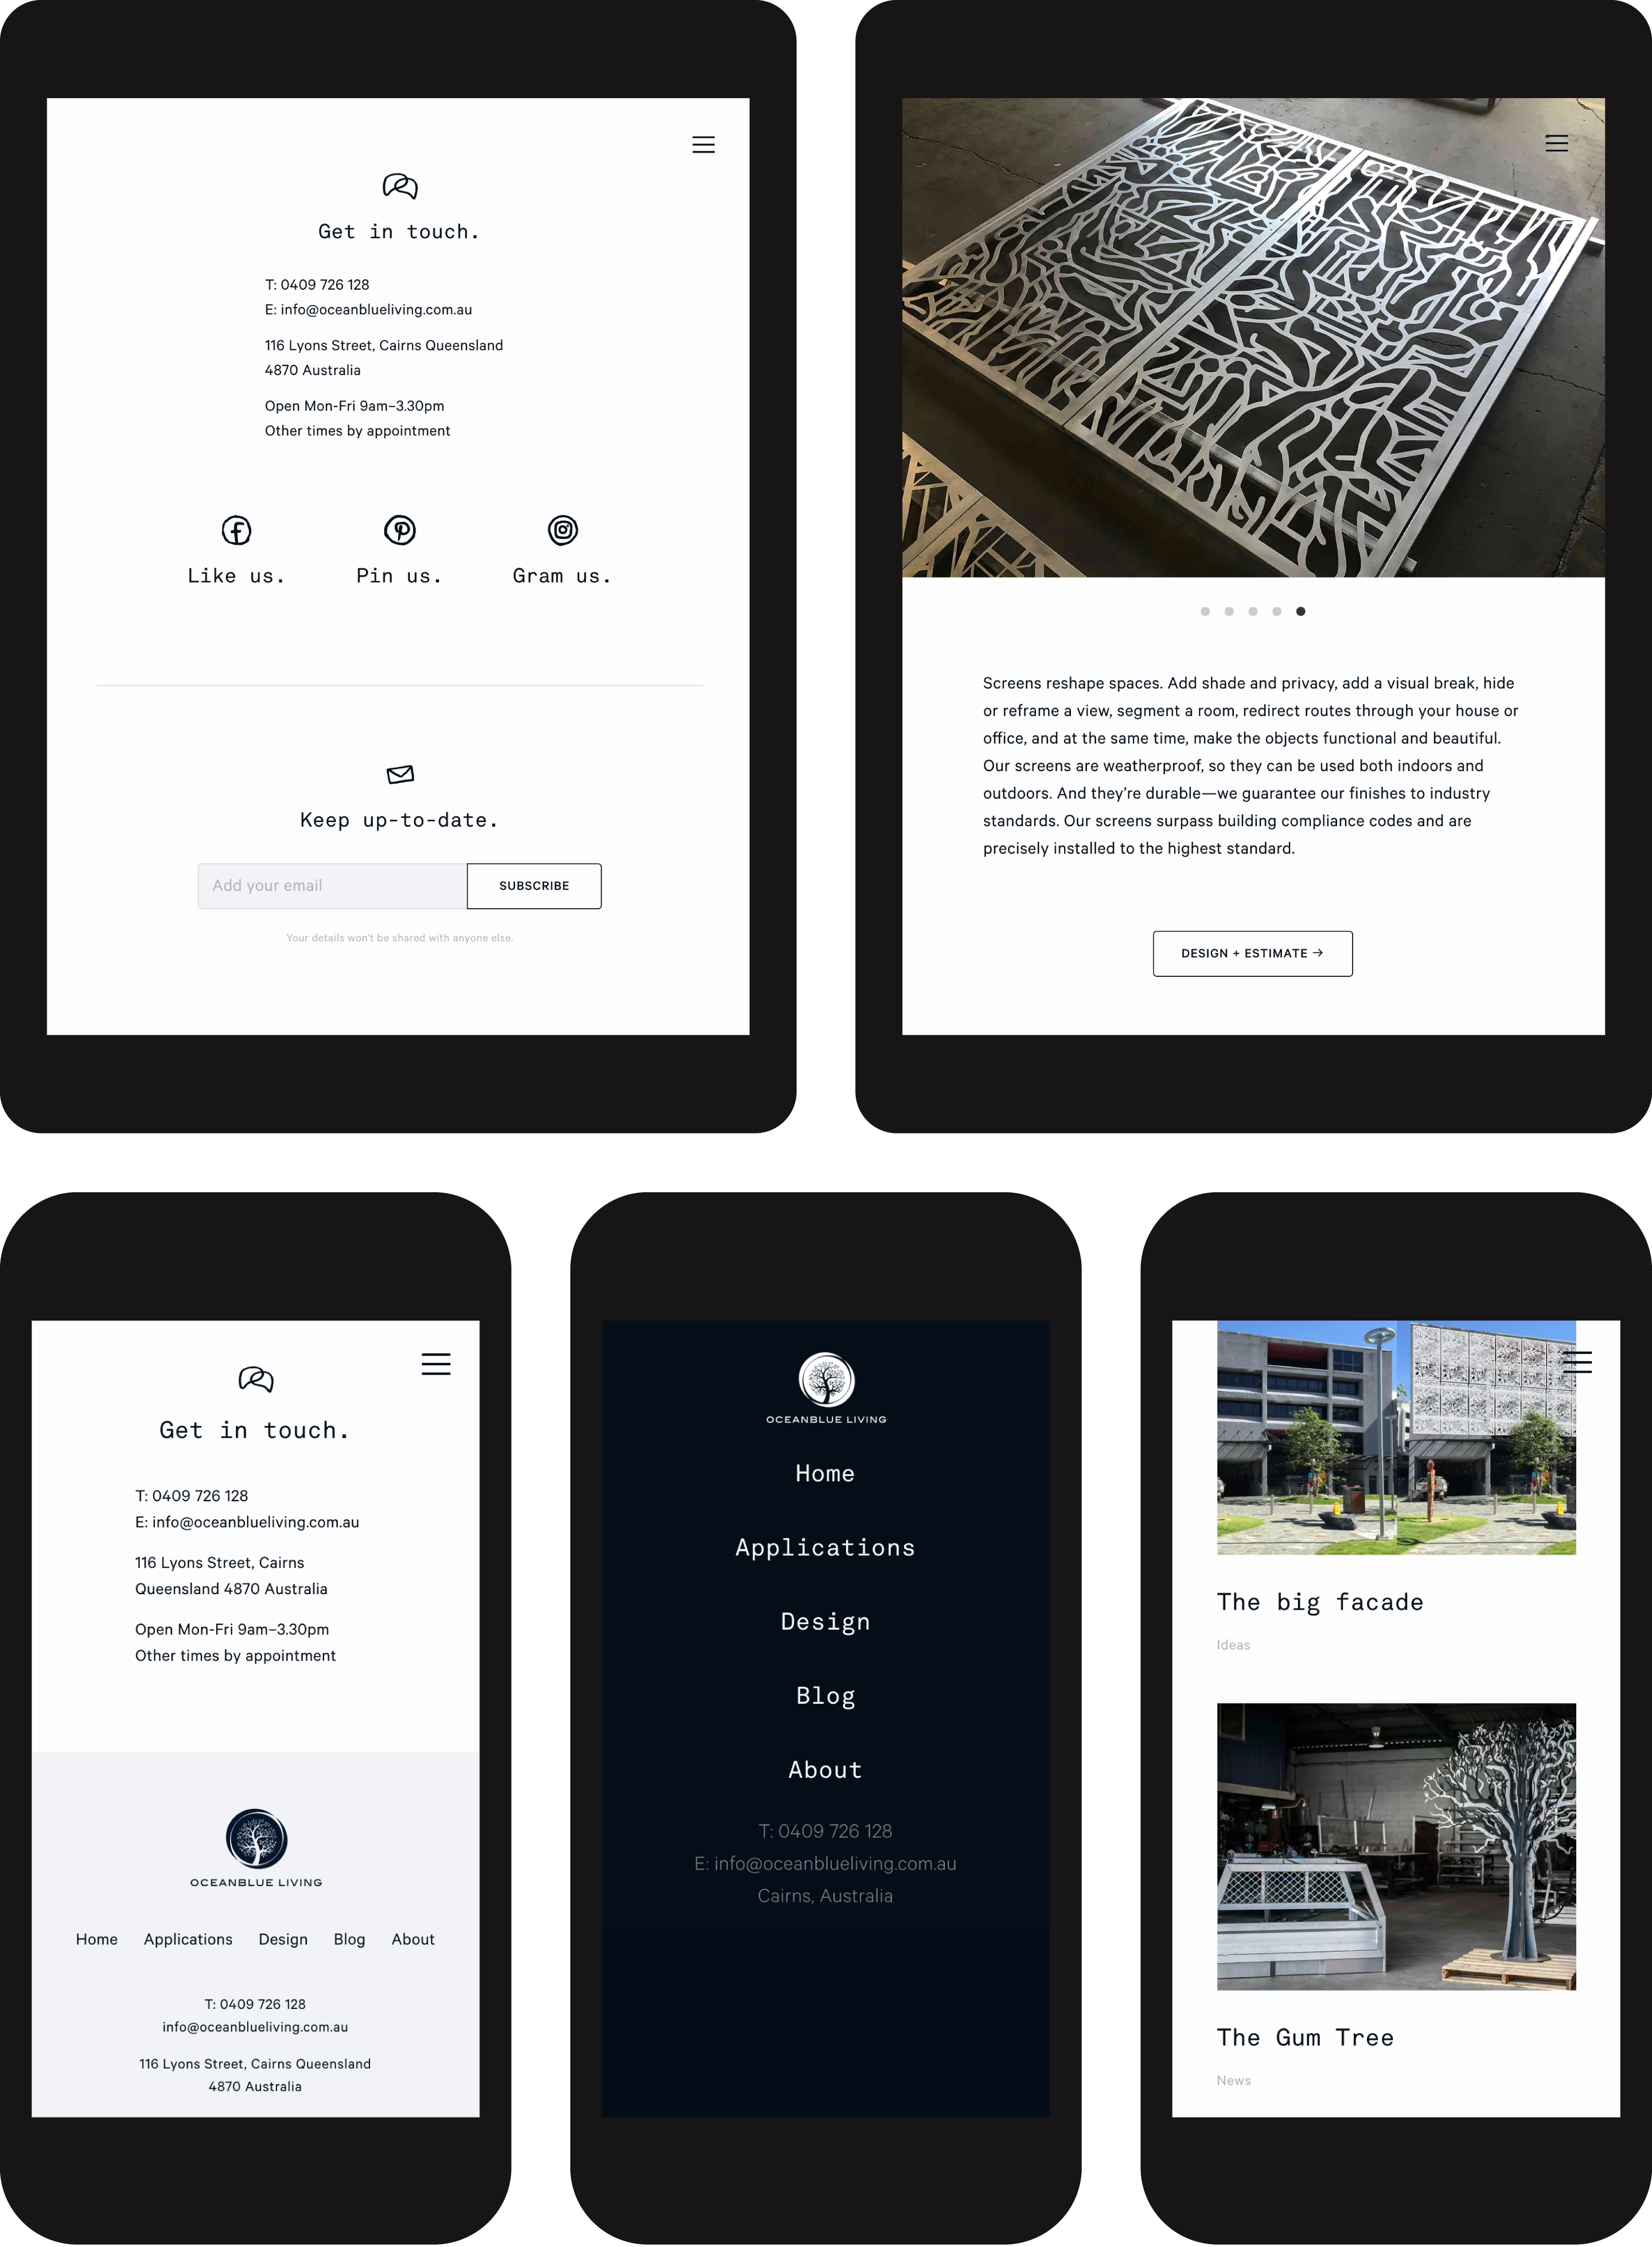 Get in touch.
T: 0409 726 128
E: info@oceanblueliving.com.au
116 Lyons Street, Cairns Queensland
4870 Australia
Open Mon-Fri 9am–3.30pm
Other times by appointment
Like us.
Pin us.
Gram us.
Keep up-to-date.
Add your email
SUBSCRIBE
Your details won't be shared with anyone else.
Screens reshape spaces. Add shade and privacy, add a visual break, hide
or reframe a view, segment a room, redirect routes through your house or
office, and at the same time, make the objects functional and beautiful.
Our screens are weatherproof, so they can be used both indoors and
outdoors. And they’re durable—we guarantee our finishes to industry
standards. Our screens surpass building compliance codes and are
precisely installed to the highest standard.
DESIGN + ESTIMATE →
Get in touch.
T: 0409 726 128
E: info@oceanblueliving.com.au
116 Lyons Street, Cairns
Queensland 4870 Australia
Open Mon-Fri 9am–3.30pm
Other times by appointment
OCEANBLUE LIVING
Home Applications Design Blog About
T: 0409 726 128
info@oceanblueliving.com.au
116 Lyons Street, Cairns Queensland
4870 Australia
OCEANBLUE LIVING
Home
Applications
Design
Blog
About
T: 0409 726 128
E: info@oceanblueliving.com.au
Cairns, Australia
The big facade
Ideas
The Gum Tree
News